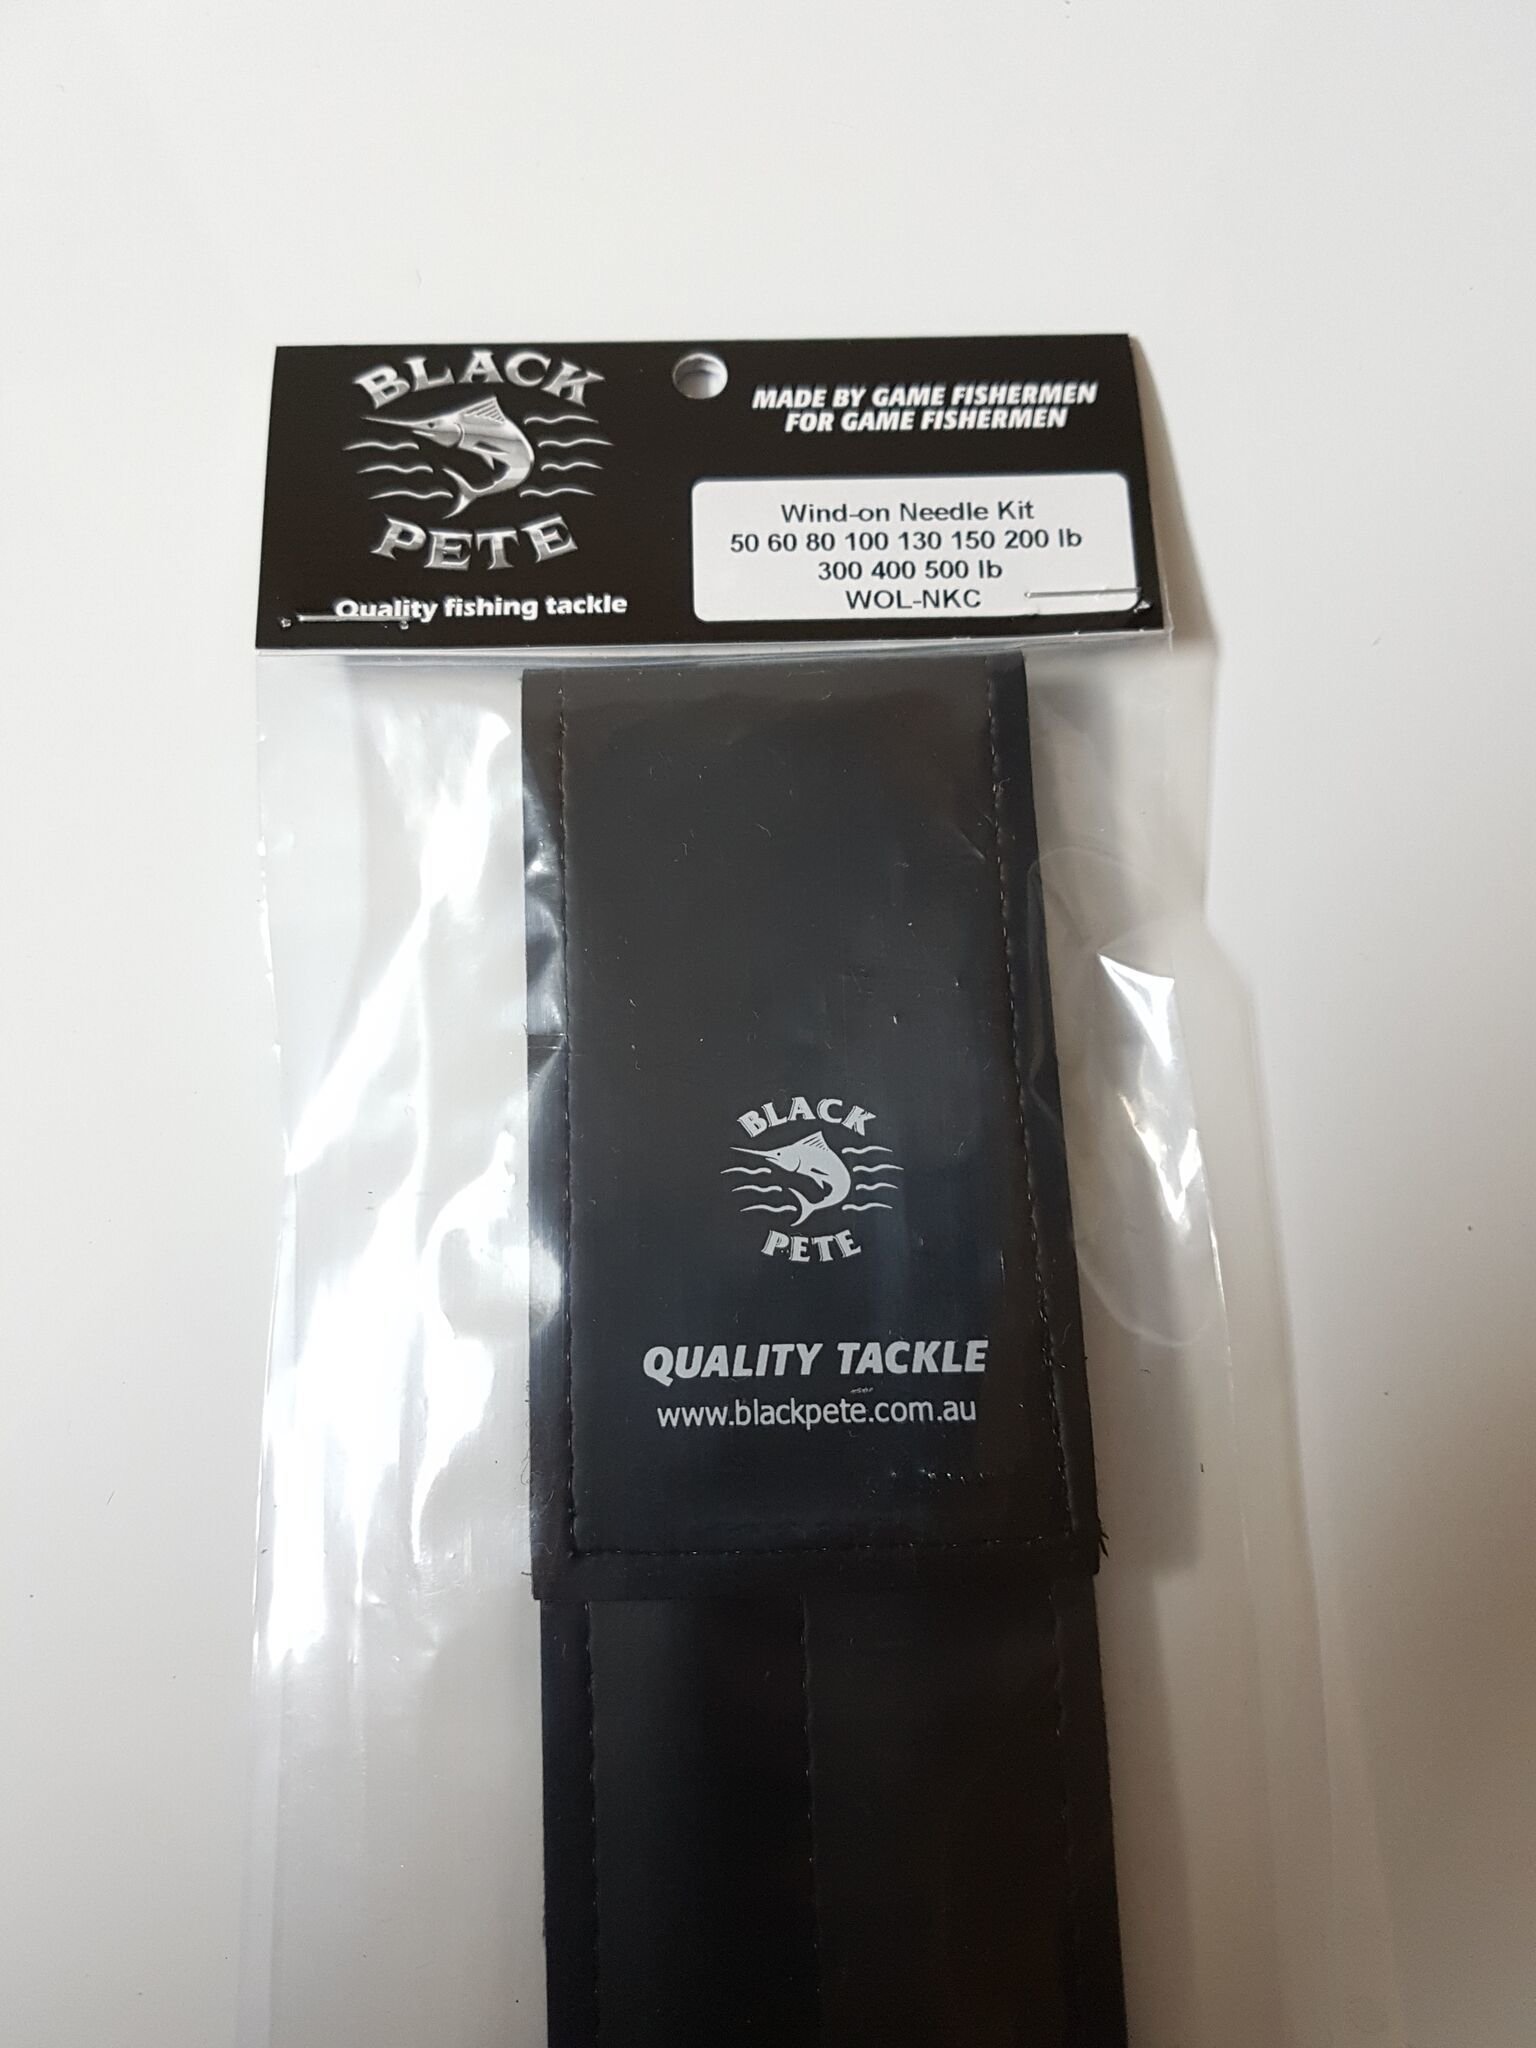 BLACK
PETE
Quality fishing tackle
MADE BY GAME FISHERMEN
FOR GAME FISHERMEN
Wind-on Needle Kit
50 60 80 100 130 150 200 lb
300 400 500 lb
WOL-NKC
BLACK
PETE
QUALITY TACKLE
www.blackpete.com.au